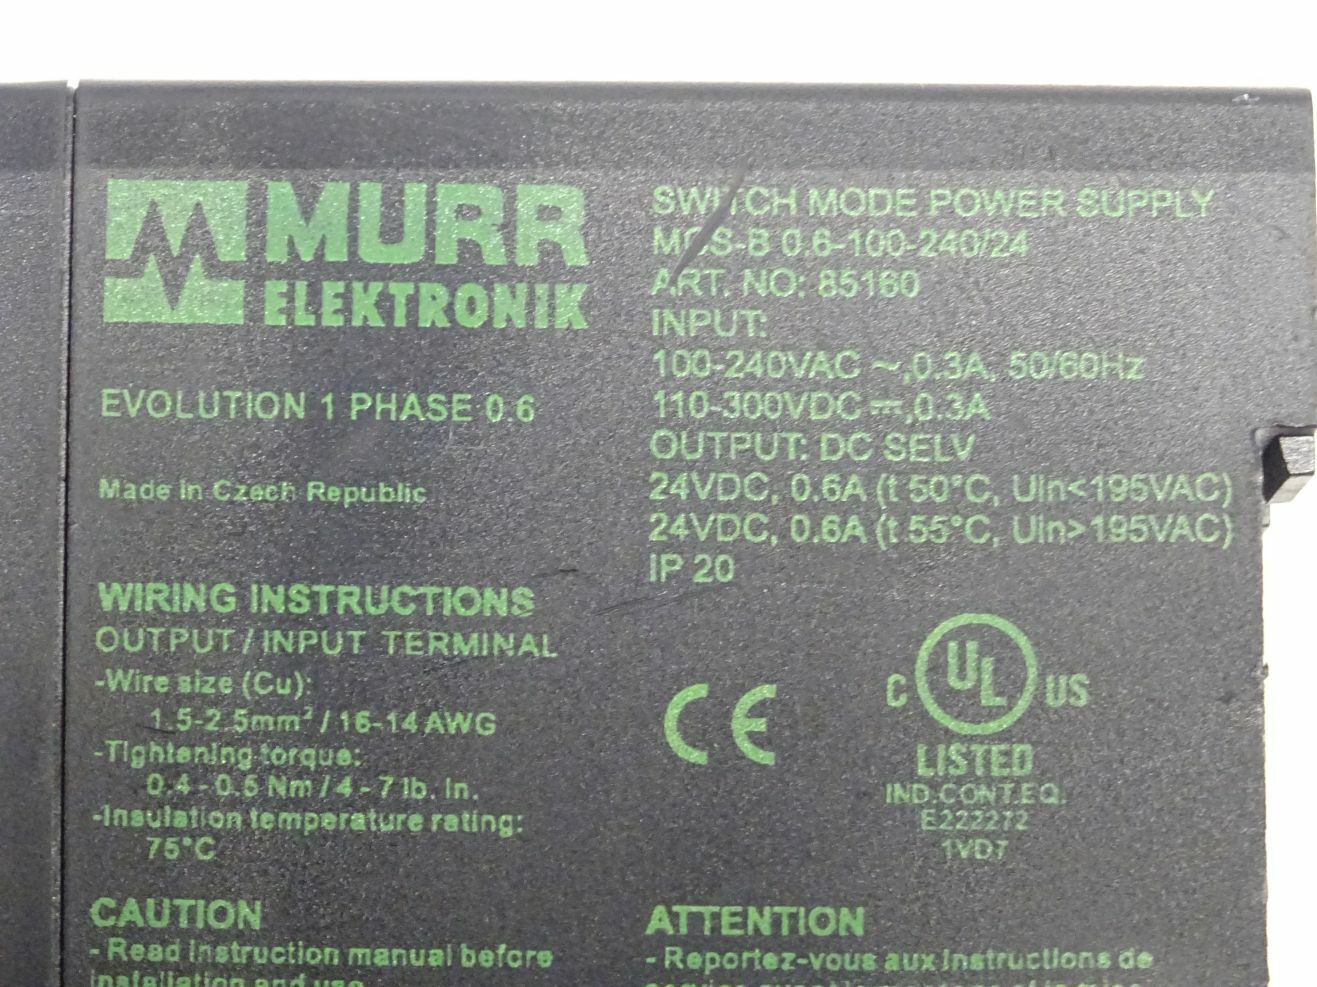 MURR
ELEKTRONIK
EVOLUTION 1 PHASE 0.6
Made in Czech Republic
WIRING INSTRUCTIONS
OUTPUT / INPUT TERMINAL
-Wire size (Cu):
1.5-2.5mm² / 16-14 AWG
-Tightening torque:
0.4 - 0.5 Nm / 4 - 7 lb. in.
-Insulation temperature rating:
75°C
CAUTION
- Read instruction manual before
installation and use
SWITCH MODE POWER SUPPLY
MCS-B 0.6-100-240/24
ART. NO: 85160
INPUT:
100-240VAC ~,0.3A, 50/60Hz
110-300VDC ⎓,0.3A
OUTPUT: DC SELV
24VDC, 0.6A (t 50°C, Uin<195VAC)
24VDC, 0.6A (t 55°C, Uin>195VAC)
IP 20
CE
C UL US
LISTED
IND.CONT.EQ.
E222272
1VD7
ATTENTION
- Reportez-vous aux instructions de